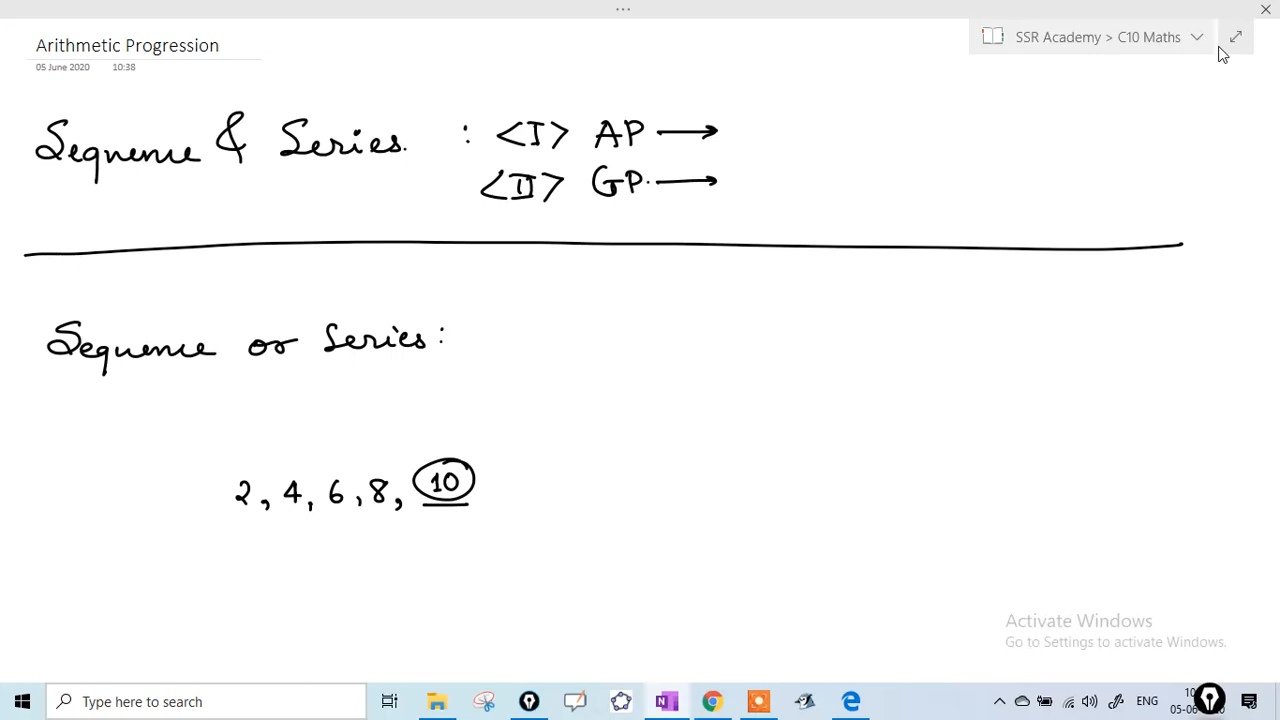 Arithmetic Progression
05 June 2020 10:38
SSR Academy > C10 Maths
Sequence & Series. : <I> AP →
<II> GP. →
Sequence or Series:
2, 4, 6, 8, 10
Activate Windows
Go to Settings to activate Windows.
Type here to search
ENG